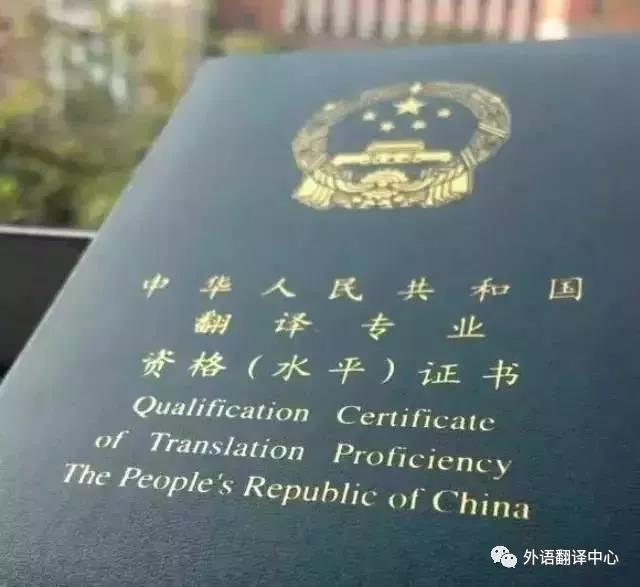 中华人民共和国
翻译专业
资格(水平)证书
Qualification Certificate
of Translation Proficiency
The People's Republic of China
外语翻译中心